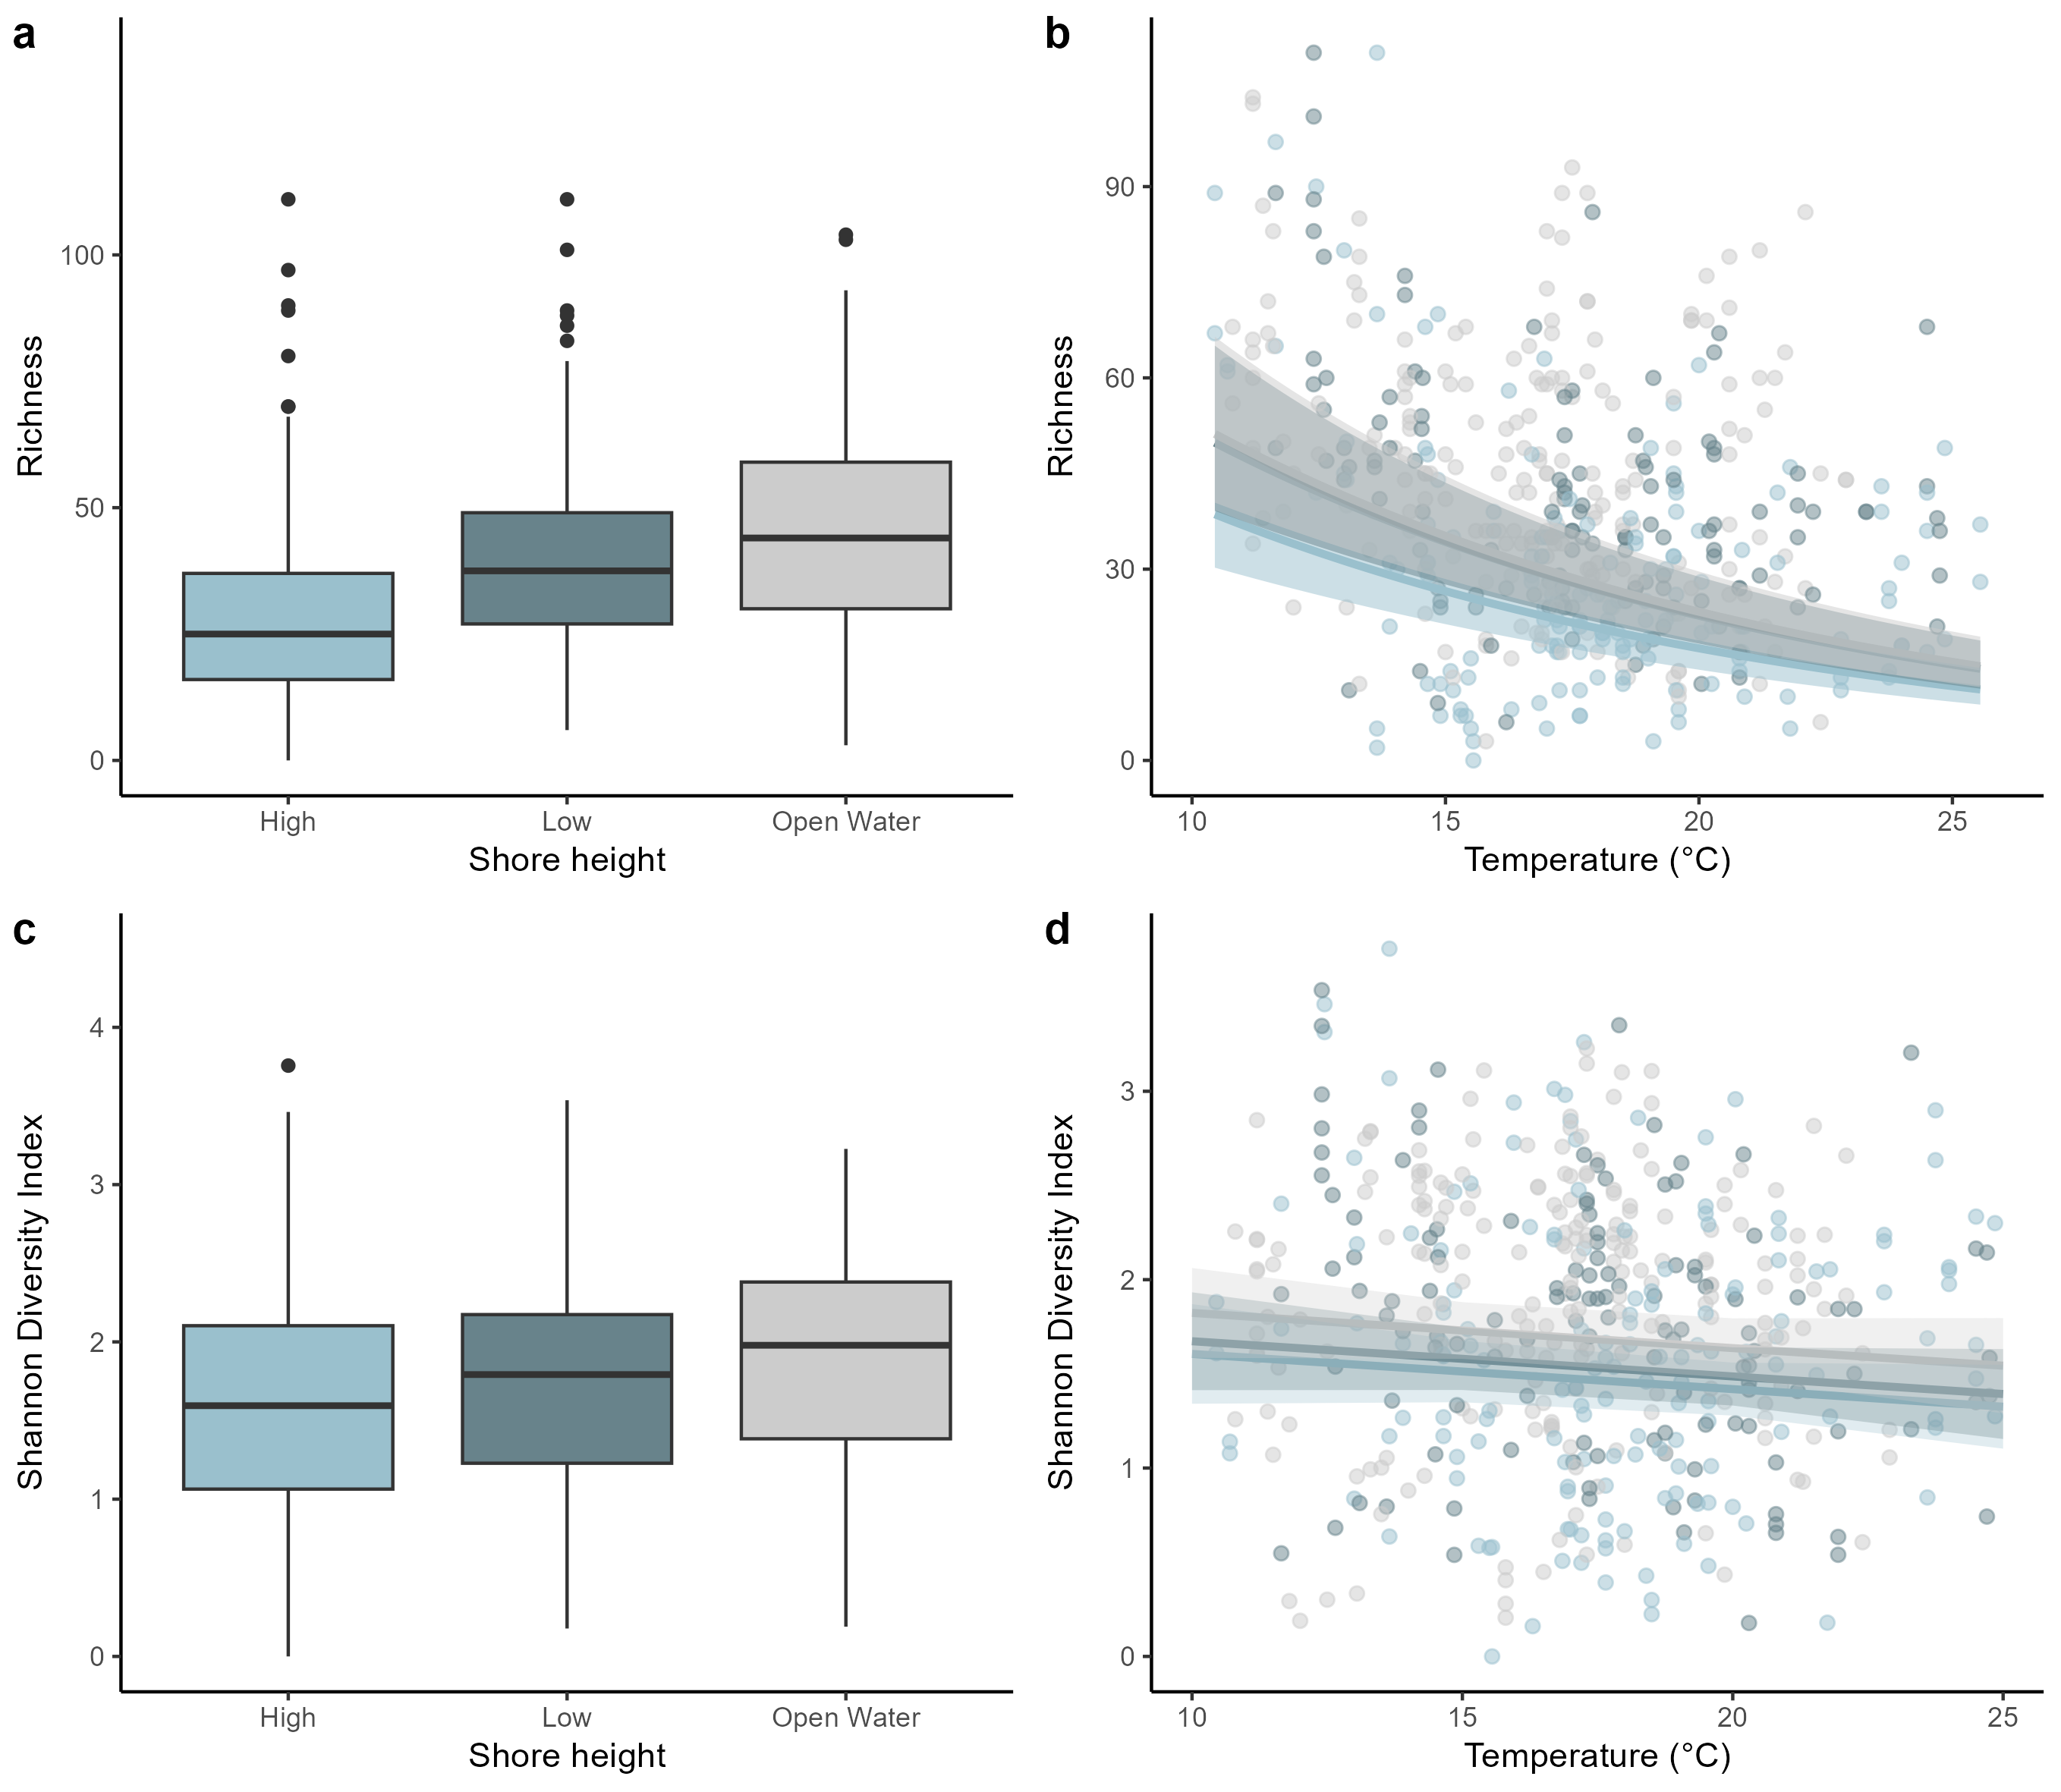 a
Richness
100
50
0
High Low Open Water
Shore height
b
Richness
90
60
30
0
10 15 20 25
Temperature (°C)
c
Shannon Diversity Index
4
3
2
1
0
High Low Open Water
Shore height
d
Shannon Diversity Index
3
2
1
0
10 15 20 25
Temperature (°C)